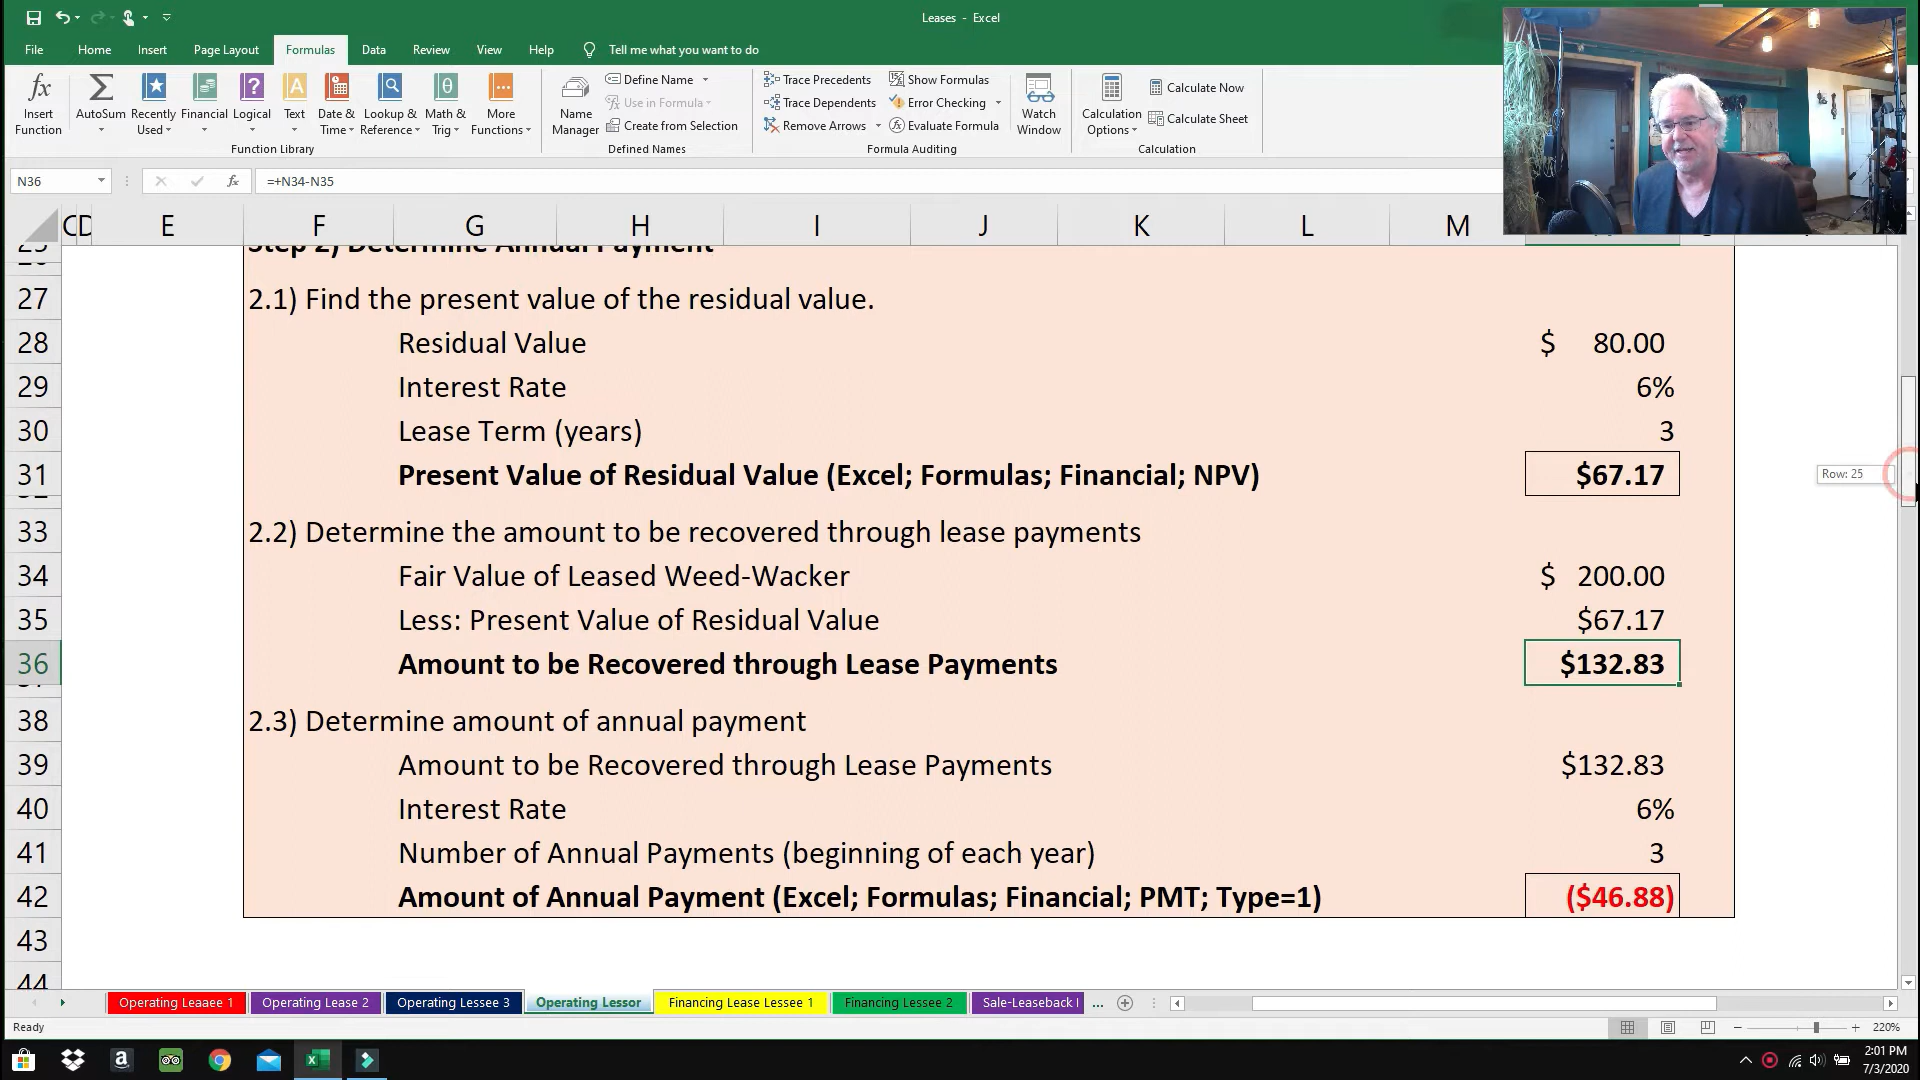 Leases - Excel
File Home Insert Page Layout Formulas Data Review View Help Tell me what you want to do
fx Insert Function
AutoSum
Recently Used
Financial
Logical
Text
Date & Time
Lookup & Reference
Math & Trig
More Functions
Function Library
Name Manager
Define Name
Use in Formula
Create from Selection
Defined Names
Trace Precedents
Trace Dependents
Remove Arrows
Show Formulas
Error Checking
Evaluate Formula
Formula Auditing
Watch Window
Calculation Options
Calculate Now
Calculate Sheet
Calculation
N36 fx =+N34-N35
C D E F G H I J K L M
Step 2) Determine Annual Payment
27 2.1) Find the present value of the residual value.
28 Residual Value $ 80.00
29 Interest Rate 6%
30 Lease Term (years) 3
31 Present Value of Residual Value (Excel; Formulas; Financial; NPV) $67.17
Row: 25
33 2.2) Determine the amount to be recovered through lease payments
34 Fair Value of Leased Weed-Wacker $ 200.00
35 Less: Present Value of Residual Value $67.17
36 Amount to be Recovered through Lease Payments $132.83
38 2.3) Determine amount of annual payment
39 Amount to be Recovered through Lease Payments $132.83
40 Interest Rate 6%
41 Number of Annual Payments (beginning of each year) 3
42 Amount of Annual Payment (Excel; Formulas; Financial; PMT; Type=1) ($46.88)
43
44
Operating Leaaee 1 Operating Lease 2 Operating Lessee 3 Operating Lessor Financing Lease Lessee 1 Financing Lessee 2 Sale-Leaseback ...
Ready 220%
2:01 PM
7/3/2020